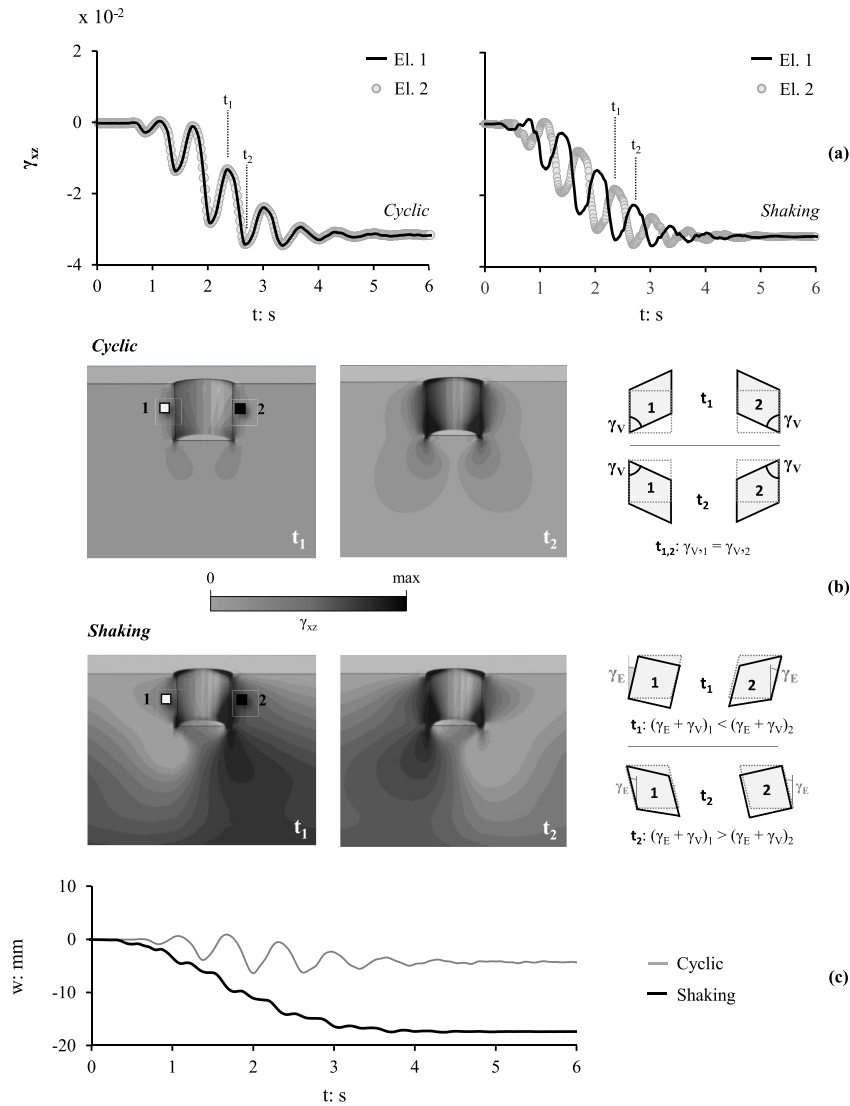 x 10-2
2
0
-2
-4
γxz
El. 1
El. 2
t1
t2
Cyclic
0 1 2 3 4 5 6
t: s
El. 1
El. 2
t1
t2
Shaking
0 1 2 3 4 5 6
t: s
(a)
Cyclic
1 2
t1
t2
1 t1 2
γV γV
γV γV
1 t2 2
t1,2: γV,1 = γV,2
0 max
γxz
(b)
Shaking
1 2
t1
t2
1 t1 2
γE γE
t1: (γE + γV)1 < (γE + γV)2
1 t2 2
γE γE
t2: (γE + γV)1 > (γE + γV)2
10
0
-10
-20
w: mm
0 1 2 3 4 5 6
t: s
Cyclic
Shaking
(c)